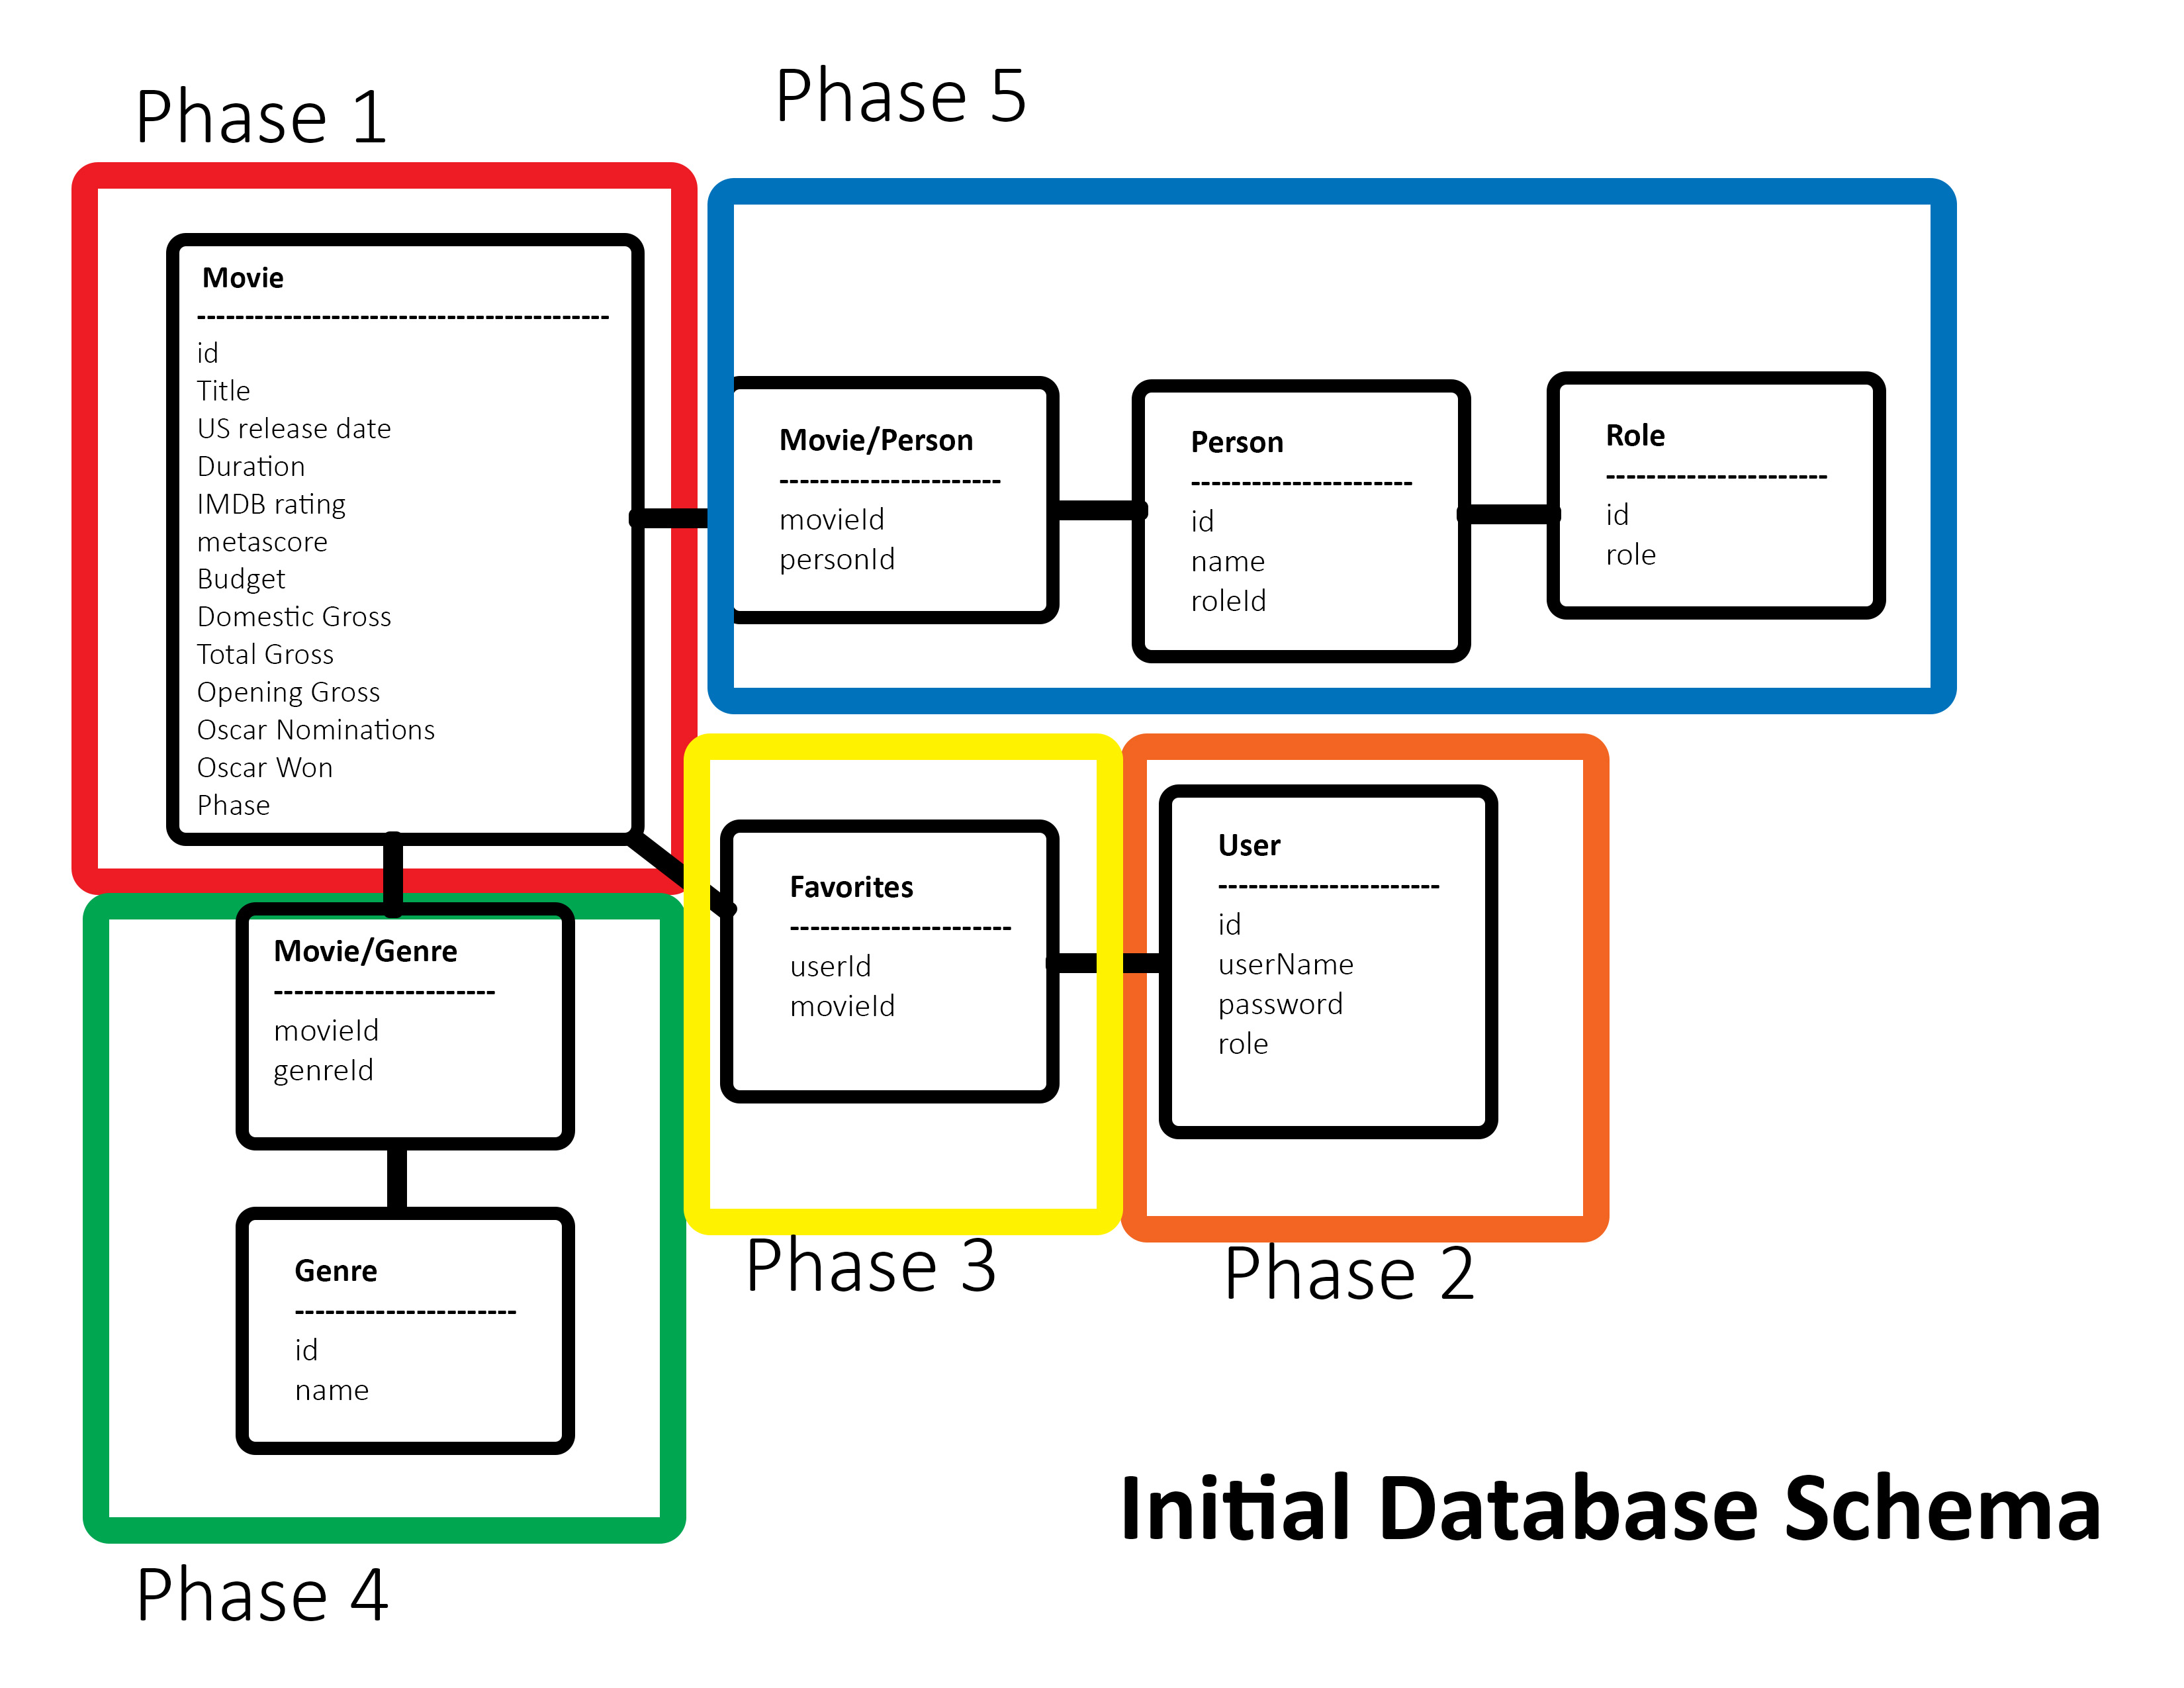 Phase 1
Movie
-------------------------------------------
id
Title
US release date
Duration
IMDB rating
metascore
Budget
Domestic Gross
Total Gross
Opening Gross
Oscar Nominations
Oscar Won
Phase
Phase 5
Movie/Person
----------------------
movieId
personId
Person
----------------------
id
name
roleId
Role
----------------------
id
role
Favorites
----------------------
userId
movieId
Phase 3
User
----------------------
id
userName
password
role
Phase 2
Movie/Genre
----------------------
movieId
genreId
Genre
----------------------
id
name
Phase 4
Initial Database Schema